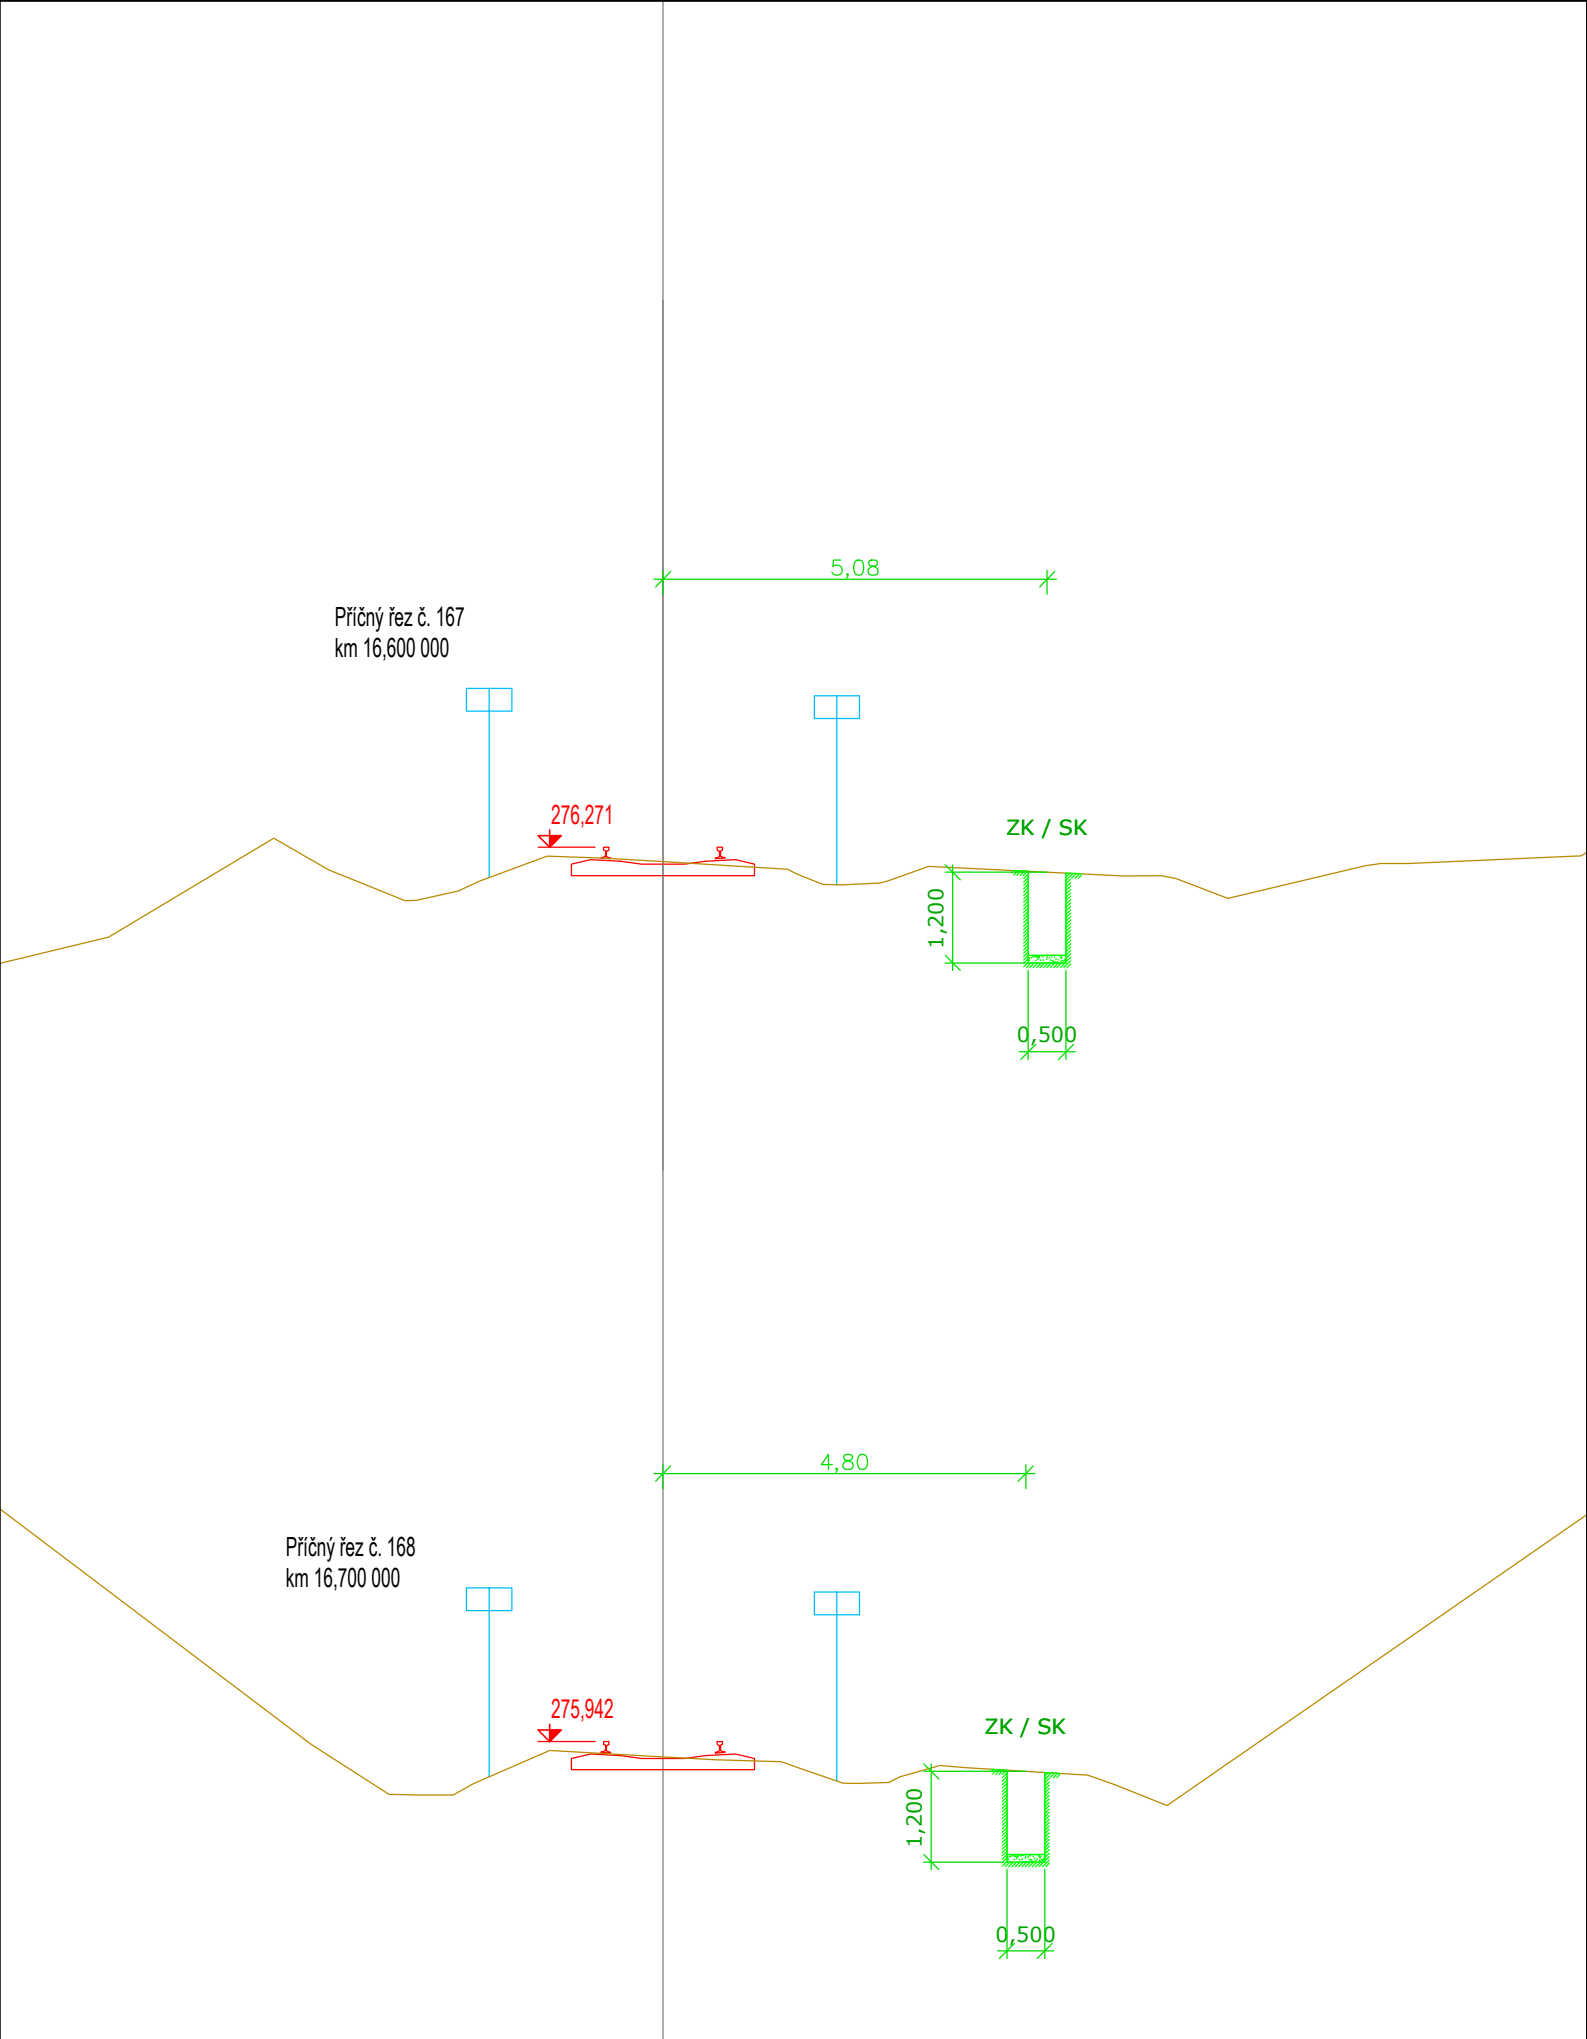 5,08
Příčný řez č. 167
km 16,600 000
276,271
ZK / SK
1,200
0,500
4,80
Příčný řez č. 168
km 16,700 000
275,942
ZK / SK
1,200
0,500